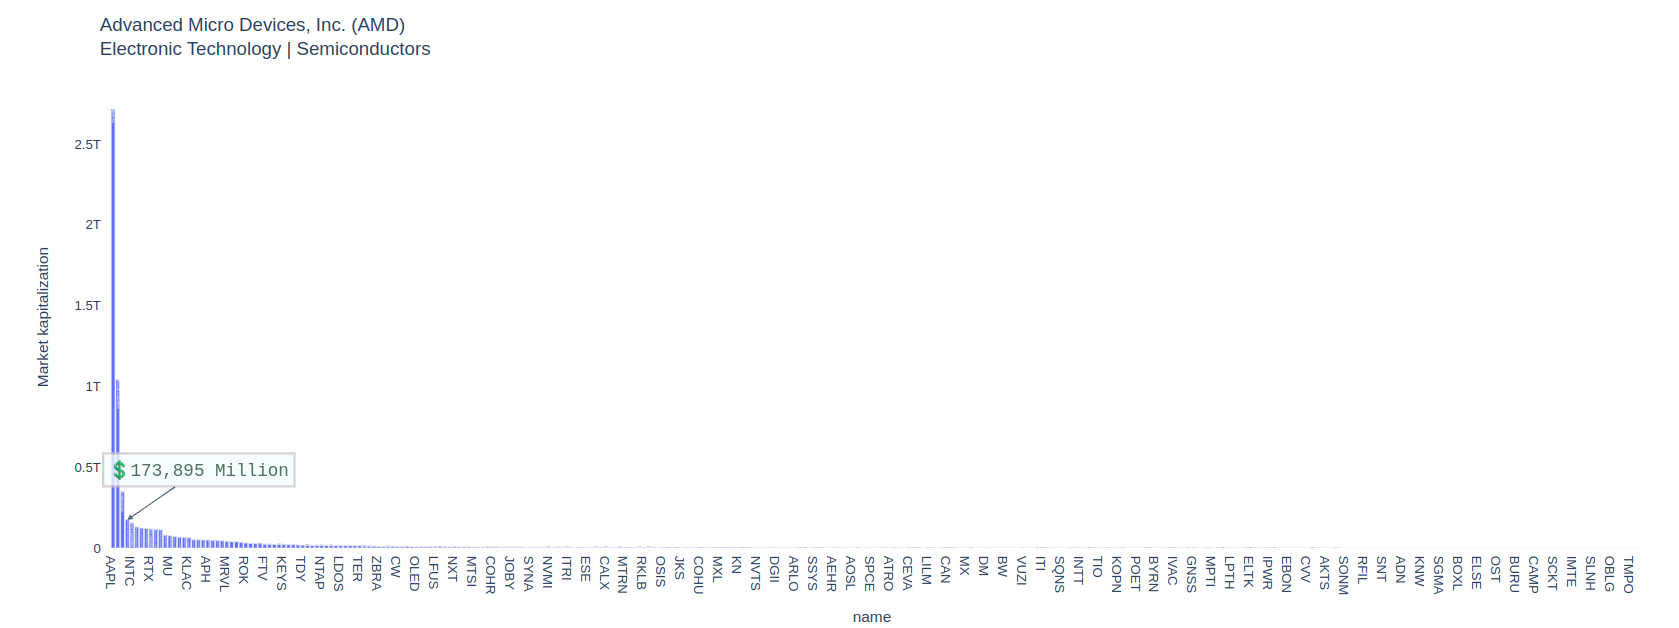 Advanced Micro Devices, Inc. (AMD)
Electronic Technology | Semiconductors
Market kapitalization
2.5T
2T
1.5T
1T
0.5T
0
💲173,895 Million
AAPL
INTC
RTX
MU
KLAC
APH
MRVL
ROK
FTV
KEYS
TDY
NTAP
LDOS
TER
ZBRA
CW
OLED
LFUS
NXT
MTSI
COHR
JOBY
SYNA
NVMI
ITRI
ESE
CALX
MTRN
RKLB
OSIS
JKS
COHU
MXL
KN
NVTS
DGII
ARLO
SSYS
AEHR
AOSL
SPCE
ATRO
CEVA
LILM
CAN
MX
DM
BW
VUZI
ITI
SQNS
INTT
TIO
KOPN
POET
BYRN
IVAC
GNSS
MPTI
LPTH
ELTK
IPWR
EBON
CVV
AKTS
SONM
RFIL
SNT
ADN
KNW
SGMA
BOXL
ELSE
OST
BURU
CAMP
SCKT
IMTE
SLNH
OBLG
TMPO
name